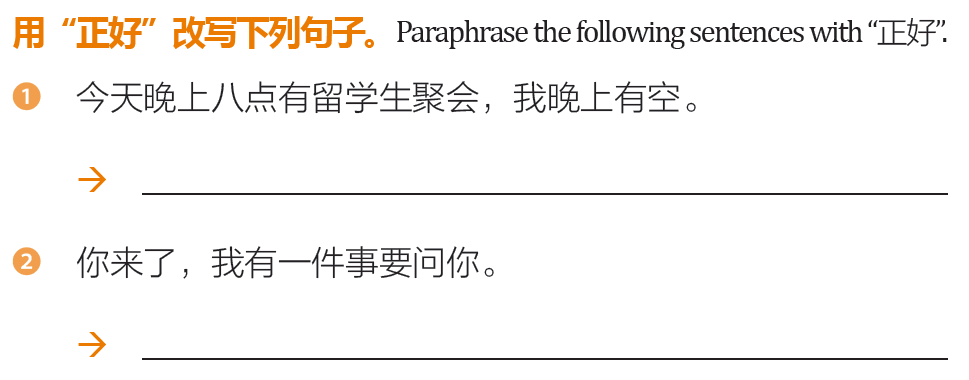 用“正好”改写下列句子。Paraphrase the following sentences with “正好”.
1 今天晚上八点有留学生聚会，我晚上有空。
→
2 你来了，我有一件事要问你。
→